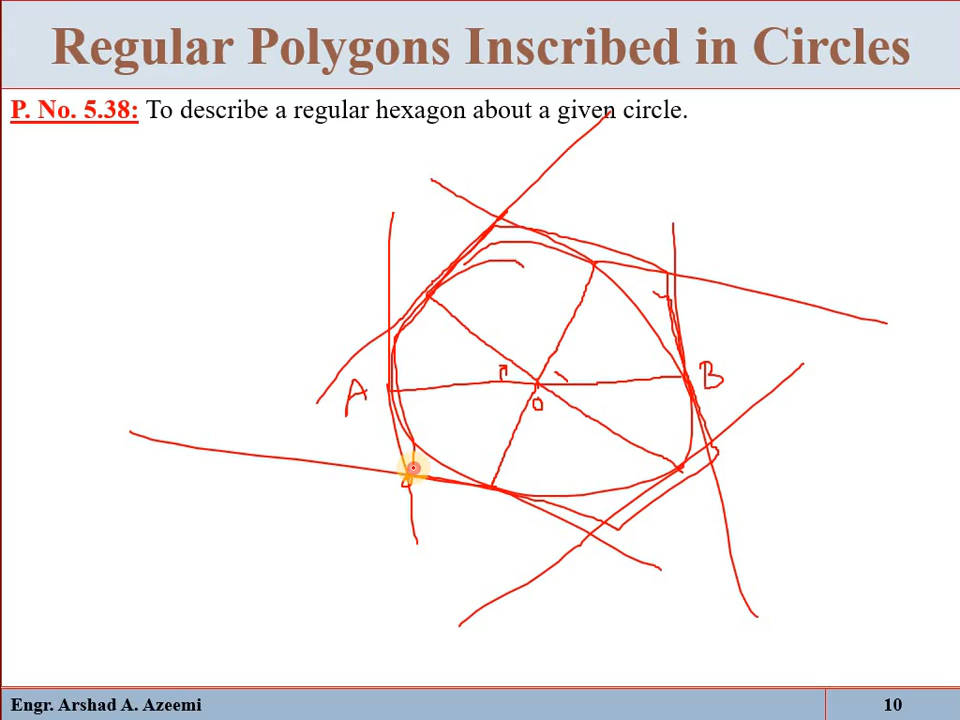 Regular Polygons Inscribed in Circles
P. No. 5.38: To describe a regular hexagon about a given circle.
A
B
O
Engr. Arshad A. Azeemi
10